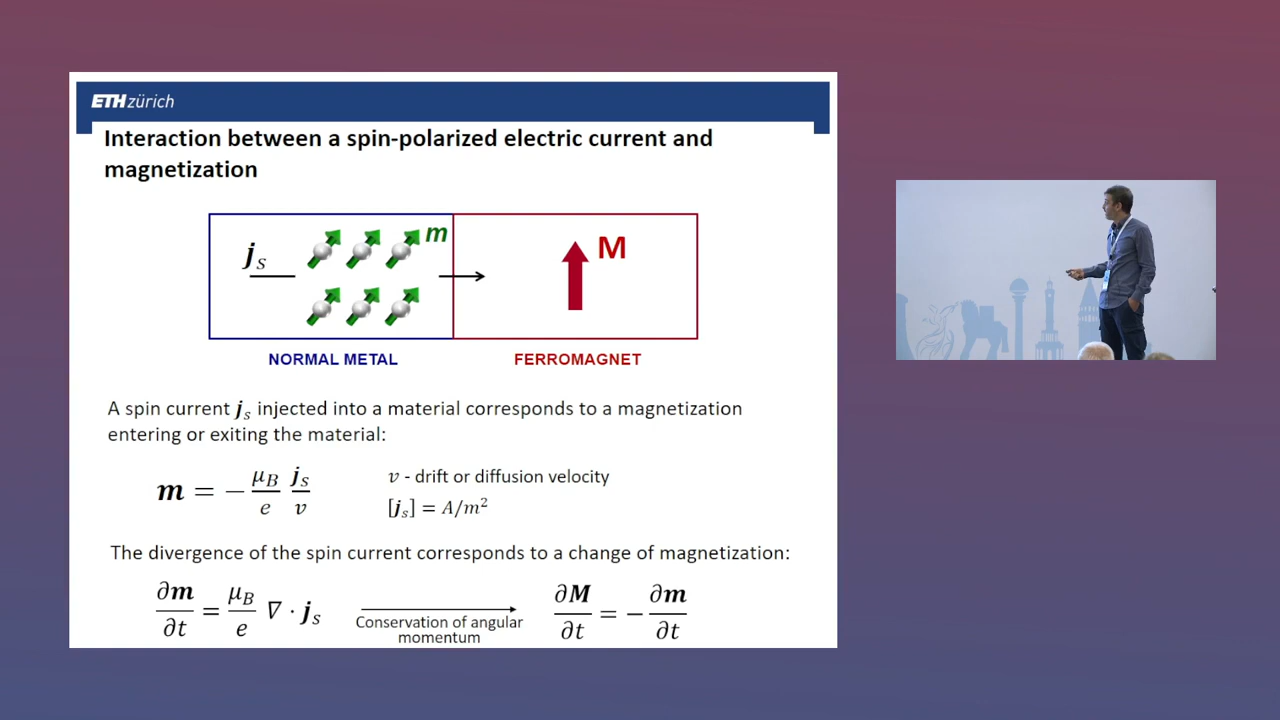 ETH zürich
Interaction between a spin-polarized electric current and
magnetization
j_s
m
M
NORMAL METAL
FERROMAGNET
A spin current j_s injected into a material corresponds to a magnetization
entering or exiting the material:
m = − μ_B/e j_s/v
v - drift or diffusion velocity
[j_s] = A/m²
The divergence of the spin current corresponds to a change of magnetization:
∂m/∂t = μ_B/e ∇ · j_s
Conservation of angular
momentum
∂M/∂t = − ∂m/∂t